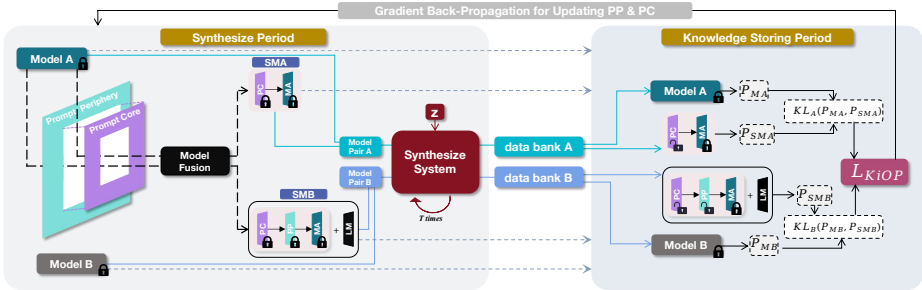 Gradient Back-Propagation for Updating PP & PC
Synthesize Period
Knowledge Storing Period
Model A
Prompt Periphery
Prompt Core
Model
Fusion
SMA
PC
MA
SMB
PC
PP
MA
+
LM
Model B
Model
Pair A
Model
Pair B
Z
Synthesize
System
T times
data bank A
data bank B
Model A
P_MA
PC
MA
P_SMA
KL_A(P_MA, P_SMA)
L_KiOP
PC
PP
MA
+
LM
P_SMB
KL_B(P_MB, P_SMB)
Model B
P_MB